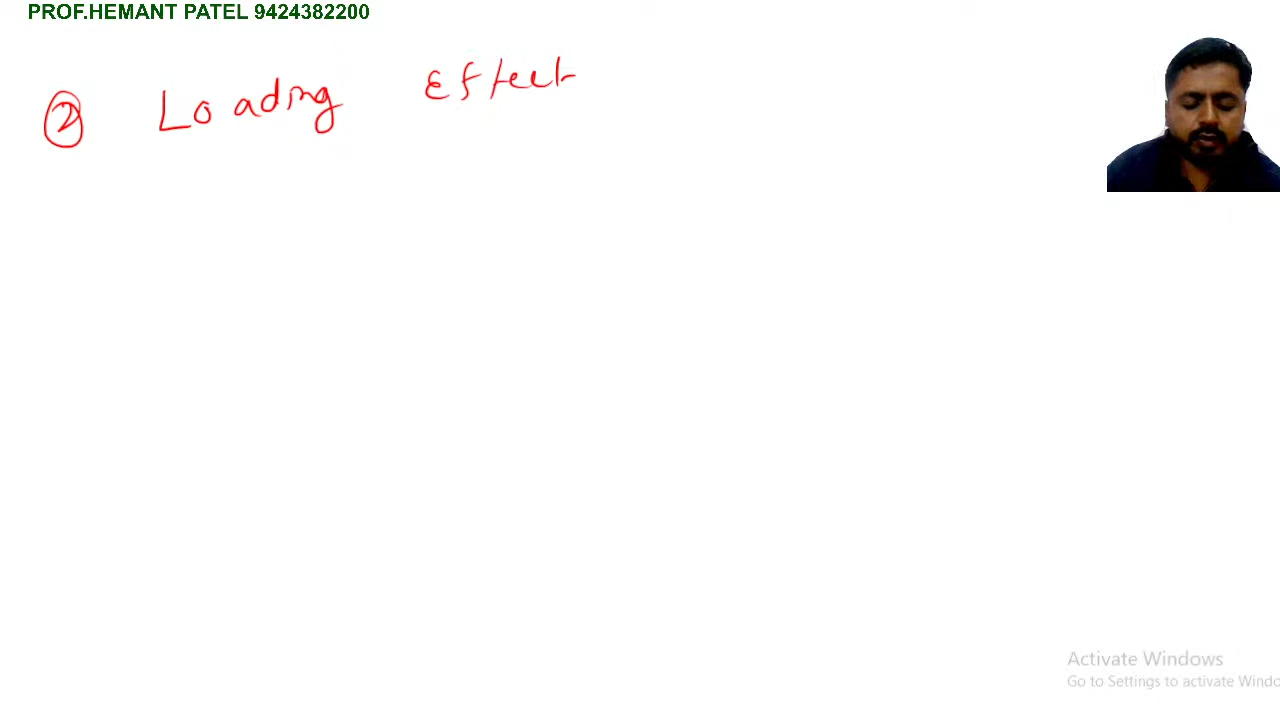 PROF.HEMANT PATEL 9424382200
② Loading Effect
Activate Windows
Go to Settings to activate Windo